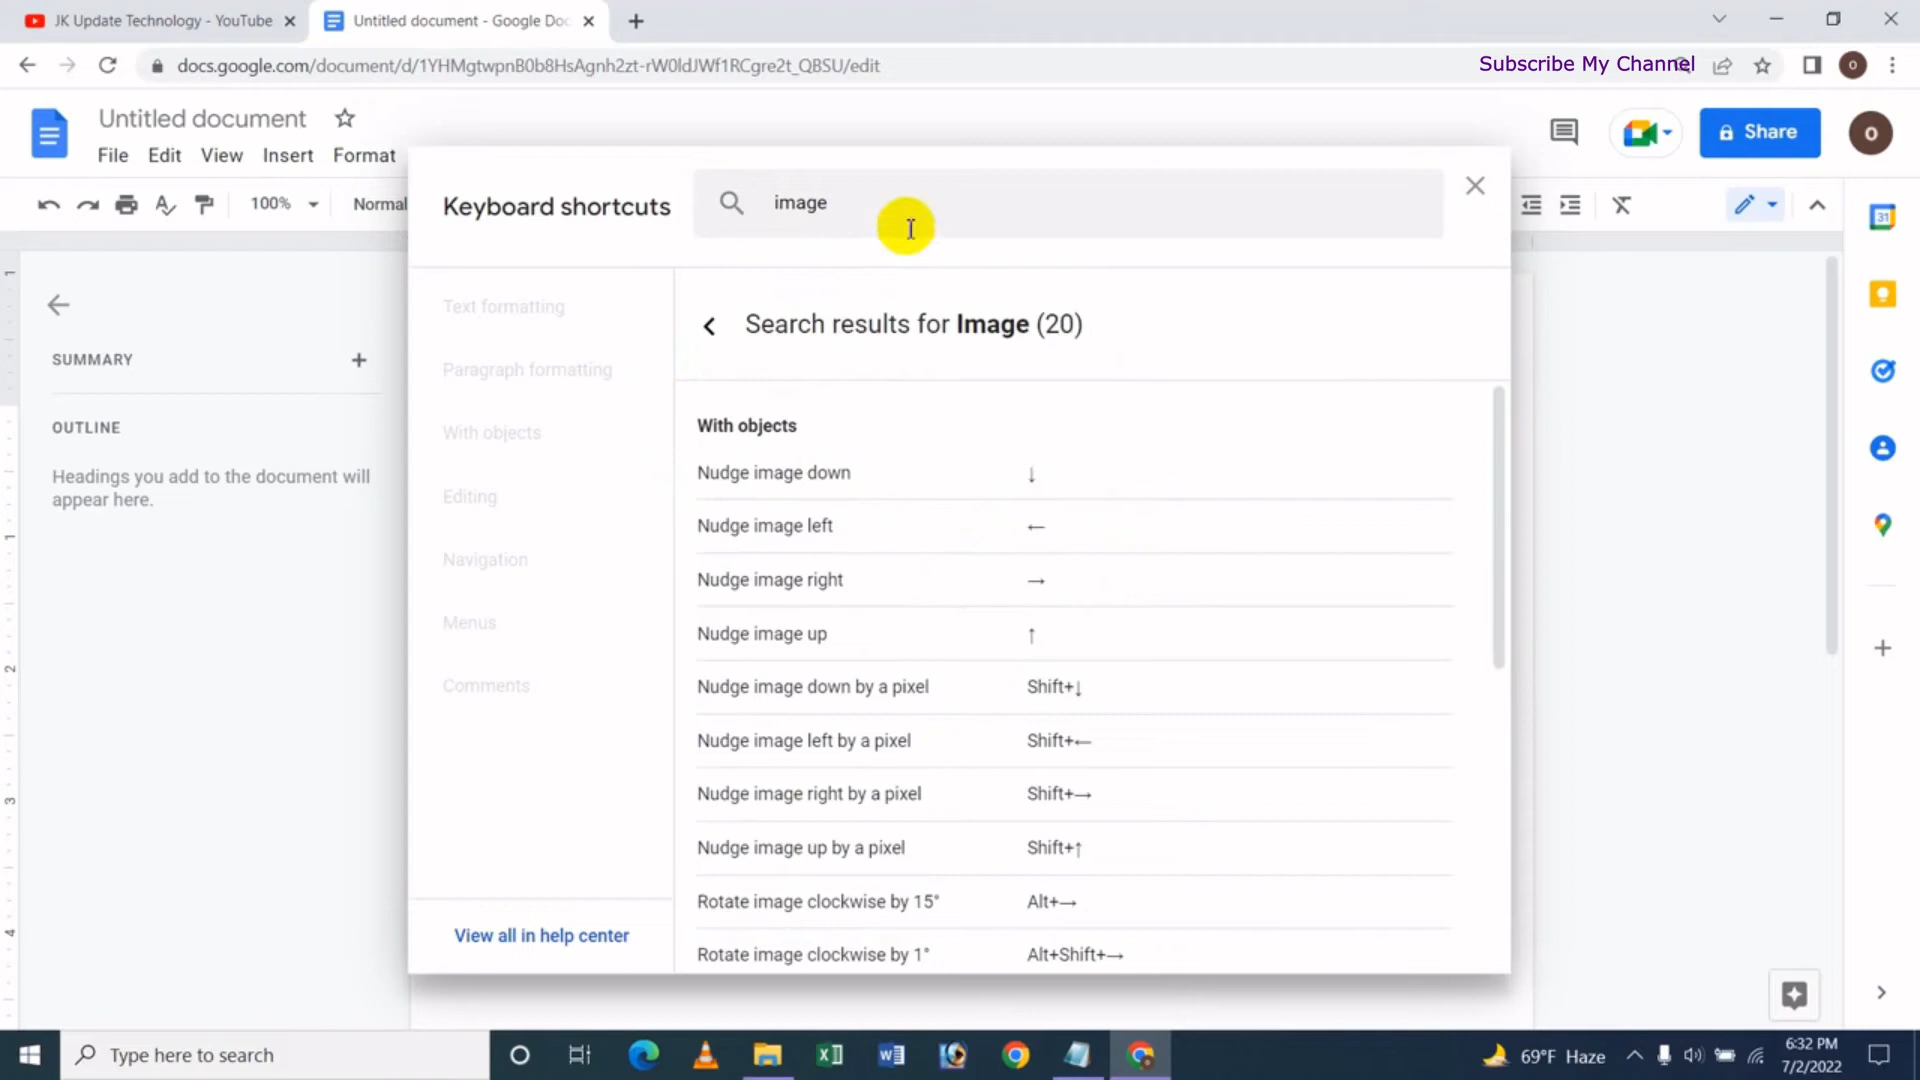 JK Update Technology - YouTube
Untitled document - Google Doc
docs.google.com/document/d/1YHMgtwpnB0b8HsAgnh2zt-rW0ldJWf1RCgre2t_QBSU/edit
Subscribe My Channel
O
Untitled document
File Edit View Insert Format
Share
O
100%
Normal
Keyboard shortcuts
image
31
SUMMARY
OUTLINE
Headings you add to the document will
appear here.
Text formatting
Paragraph formatting
With objects
Editing
Navigation
Menus
Comments
View all in help center
Search results for Image (20)
With objects
Nudge image down ↓
Nudge image left ←
Nudge image right →
Nudge image up ↑
Nudge image down by a pixel Shift+↓
Nudge image left by a pixel Shift+←
Nudge image right by a pixel Shift+→
Nudge image up by a pixel Shift+↑
Rotate image clockwise by 15° Alt+→
Rotate image clockwise by 1° Alt+Shift+→
1
1
2
3
4
Type here to search
69°F Haze
6:32 PM
7/2/2022